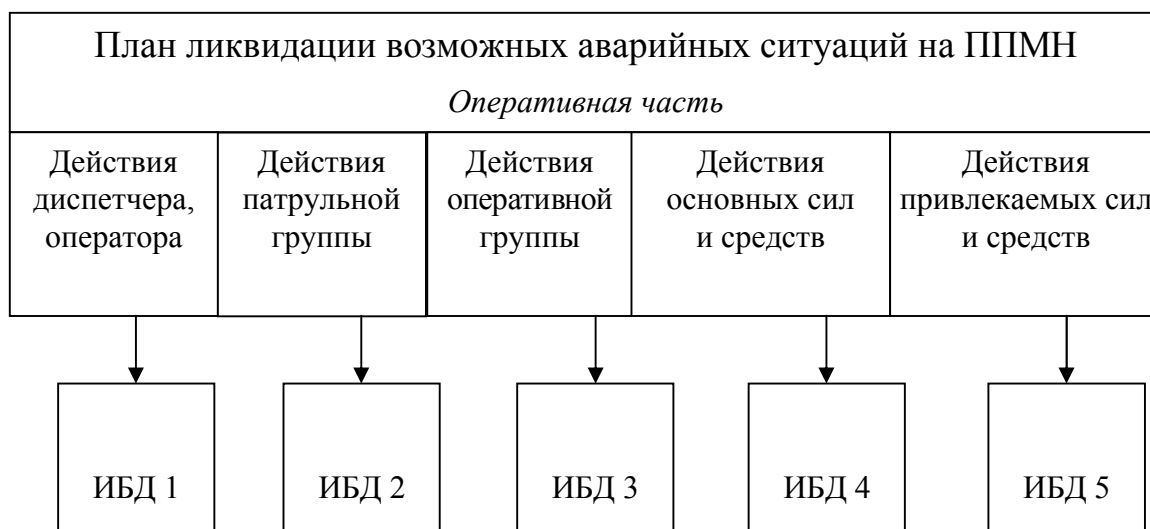 План ликвидации возможных аварийных ситуаций на ППМН
Оперативная часть
Действия
диспетчера,
оператора
Действия
патрульной
группы
Действия
оперативной
группы
Действия
основных сил
и средств
Действия
привлекаемых сил
и средств
ИБД 1
ИБД 2
ИБД 3
ИБД 4
ИБД 5